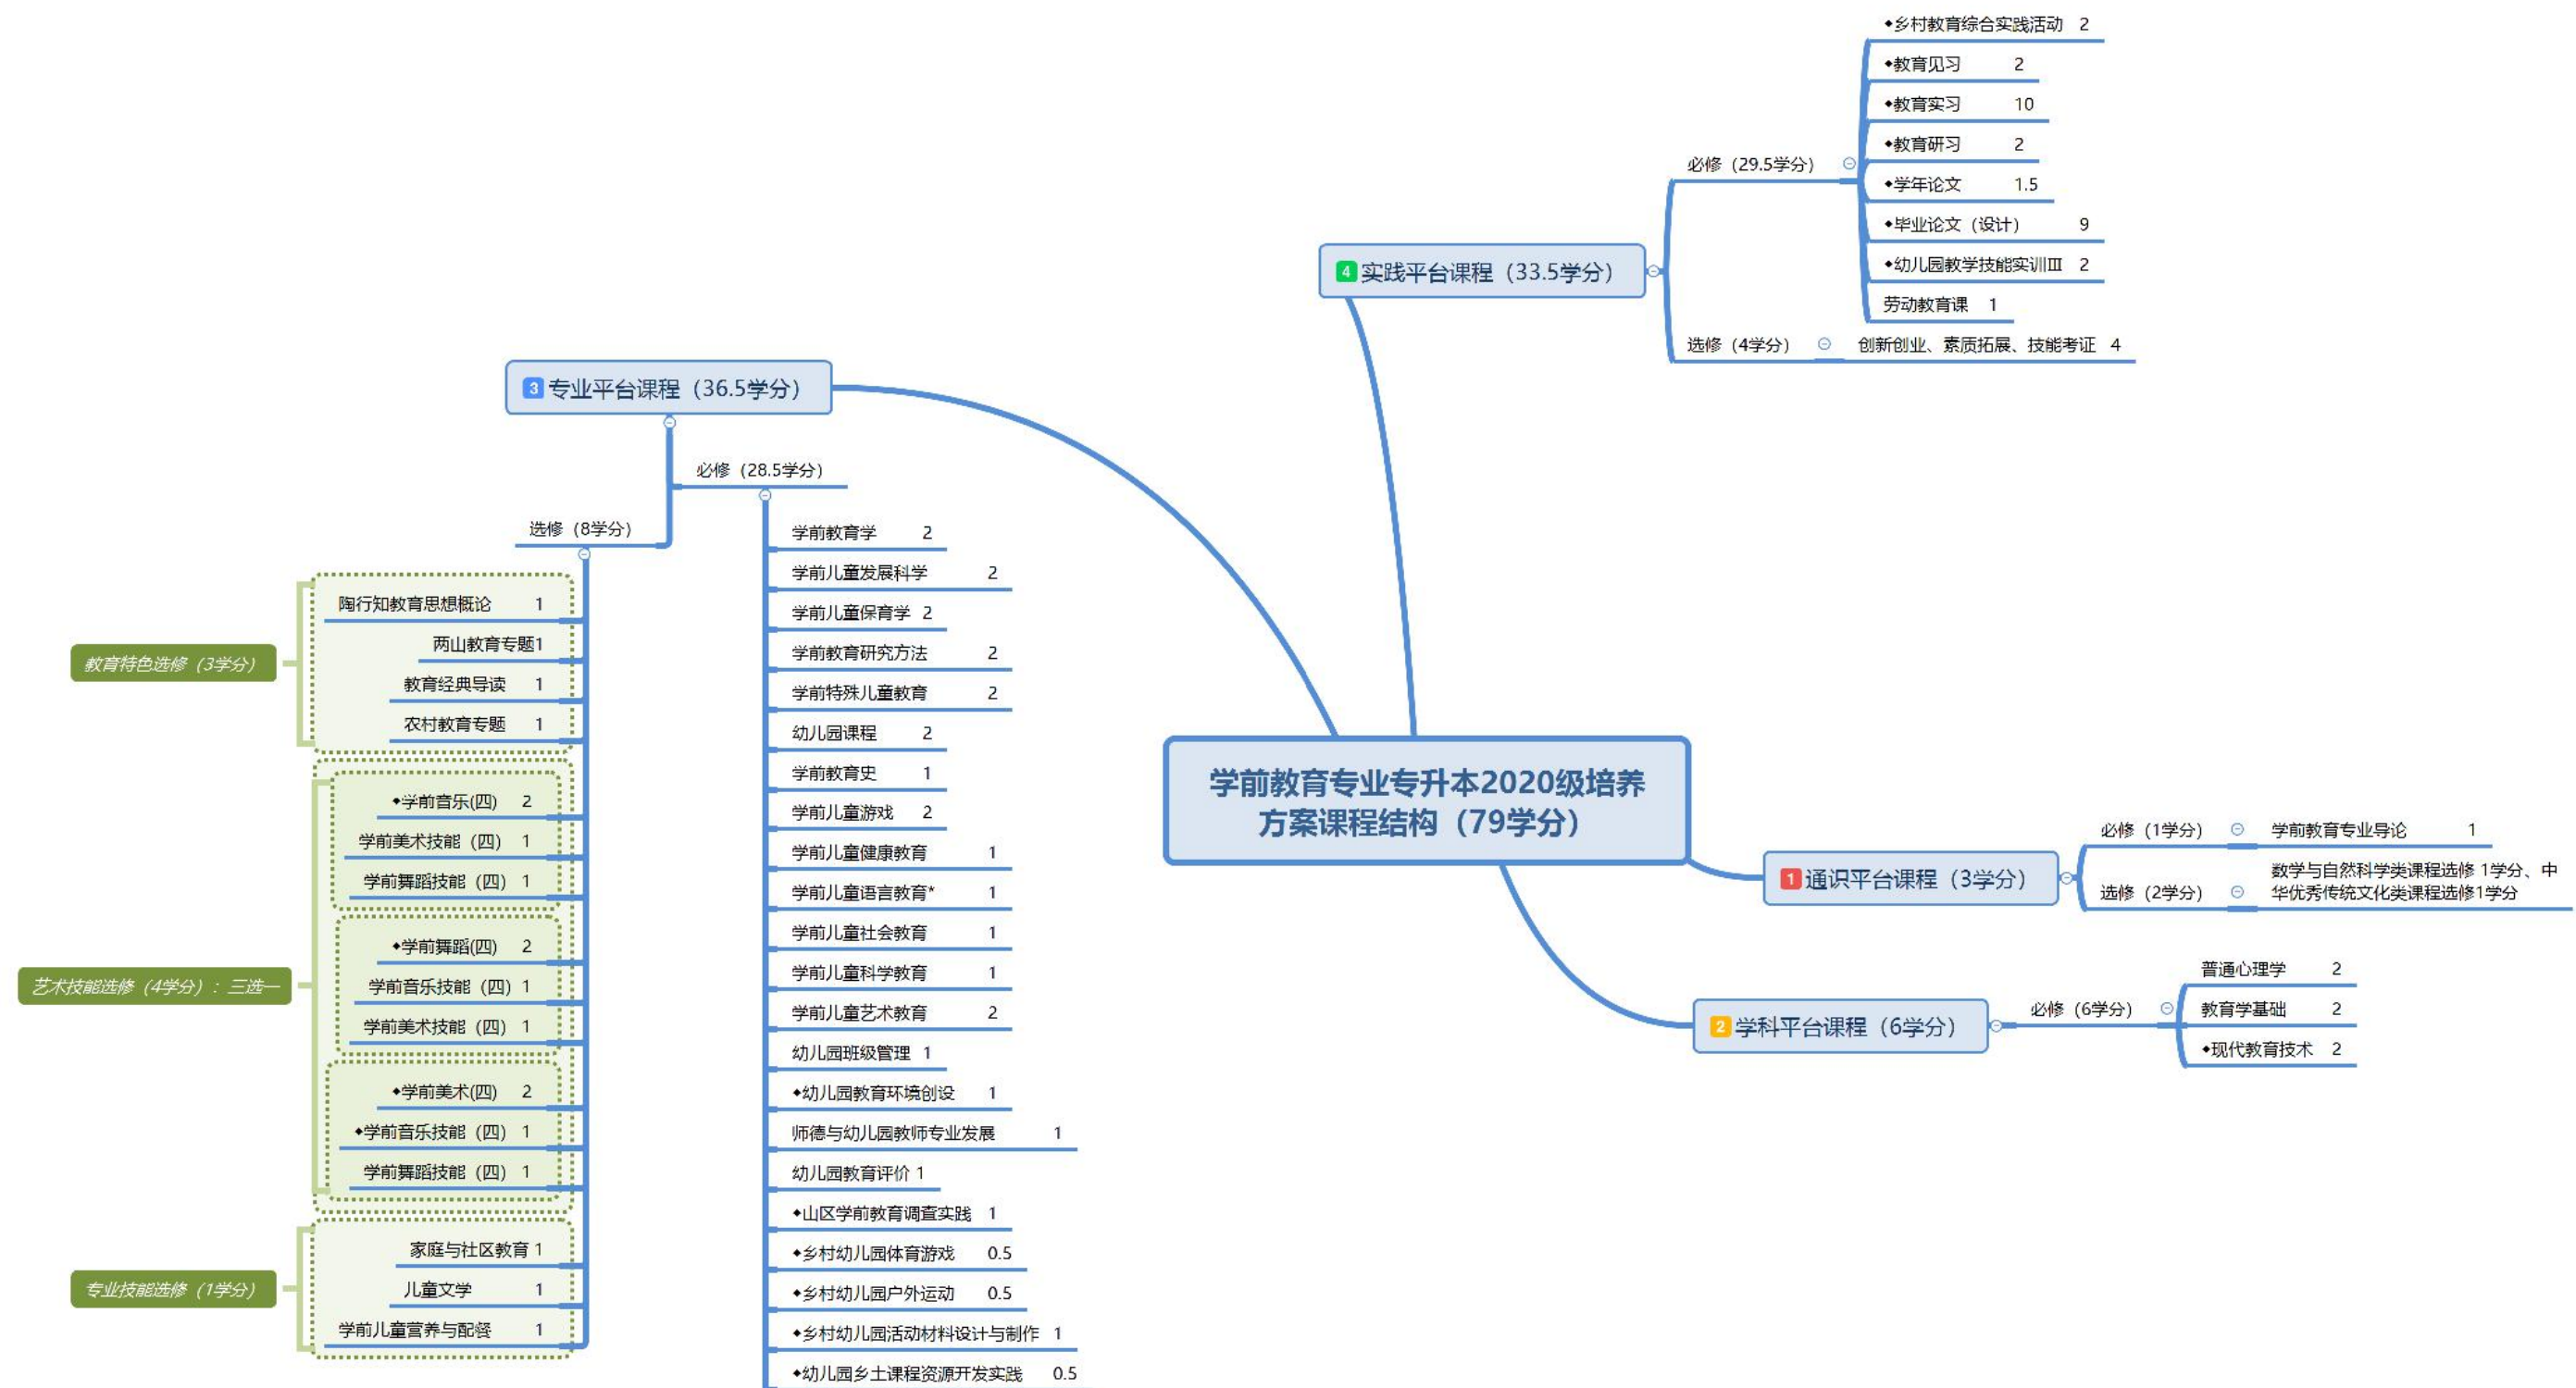 学前教育专业专升本2020级培养
方案课程结构（79学分）
1 通识平台课程（3学分）
必修（1学分）
学前教育专业导论 1
选修（2学分）
数学与自然科学类课程选修 1学分、中
华优秀传统文化类课程选修1学分
2 学科平台课程（6学分）
必修（6学分）
普通心理学 2
教育学基础 2
◆现代教育技术 2
3 专业平台课程（36.5学分）
必修（28.5学分）
学前教育学 2
学前儿童发展科学 2
学前儿童保育学 2
学前教育研究方法 2
学前特殊儿童教育 2
幼儿园课程 2
学前教育史 1
学前儿童游戏 2
学前儿童健康教育 1
学前儿童语言教育* 1
学前儿童社会教育 1
学前儿童科学教育 1
学前儿童艺术教育 2
幼儿园班级管理 1
◆幼儿园教育环境创设 1
师德与幼儿园教师专业发展 1
幼儿园教育评价 1
◆山区学前教育调查实践 1
◆乡村幼儿园体育游戏 0.5
◆乡村幼儿园户外运动 0.5
◆乡村幼儿园活动材料设计与制作 1
◆幼儿园乡土课程资源开发实践 0.5
选修（8学分）
教育特色选修（3学分）
陶行知教育思想概论 1
两山教育专题1
教育经典导读 1
农村教育专题 1
艺术技能选修（4学分）：三选一
◆学前音乐(四) 2
学前美术技能（四） 1
学前舞蹈技能（四） 1
◆学前舞蹈(四) 2
学前音乐技能（四） 1
学前美术技能（四） 1
◆学前美术(四) 2
◆学前音乐技能（四） 1
学前舞蹈技能（四） 1
专业技能选修（1学分）
家庭与社区教育 1
儿童文学 1
学前儿童营养与配餐 1
4 实践平台课程（33.5学分）
必修（29.5学分）
◆乡村教育综合实践活动 2
◆教育见习 2
◆教育实习 10
◆教育研习 2
◆学年论文 1.5
◆毕业论文（设计） 9
◆幼儿园教学技能实训Ⅲ 2
劳动教育课 1
选修（4学分）
创新创业、素质拓展、技能考证 4